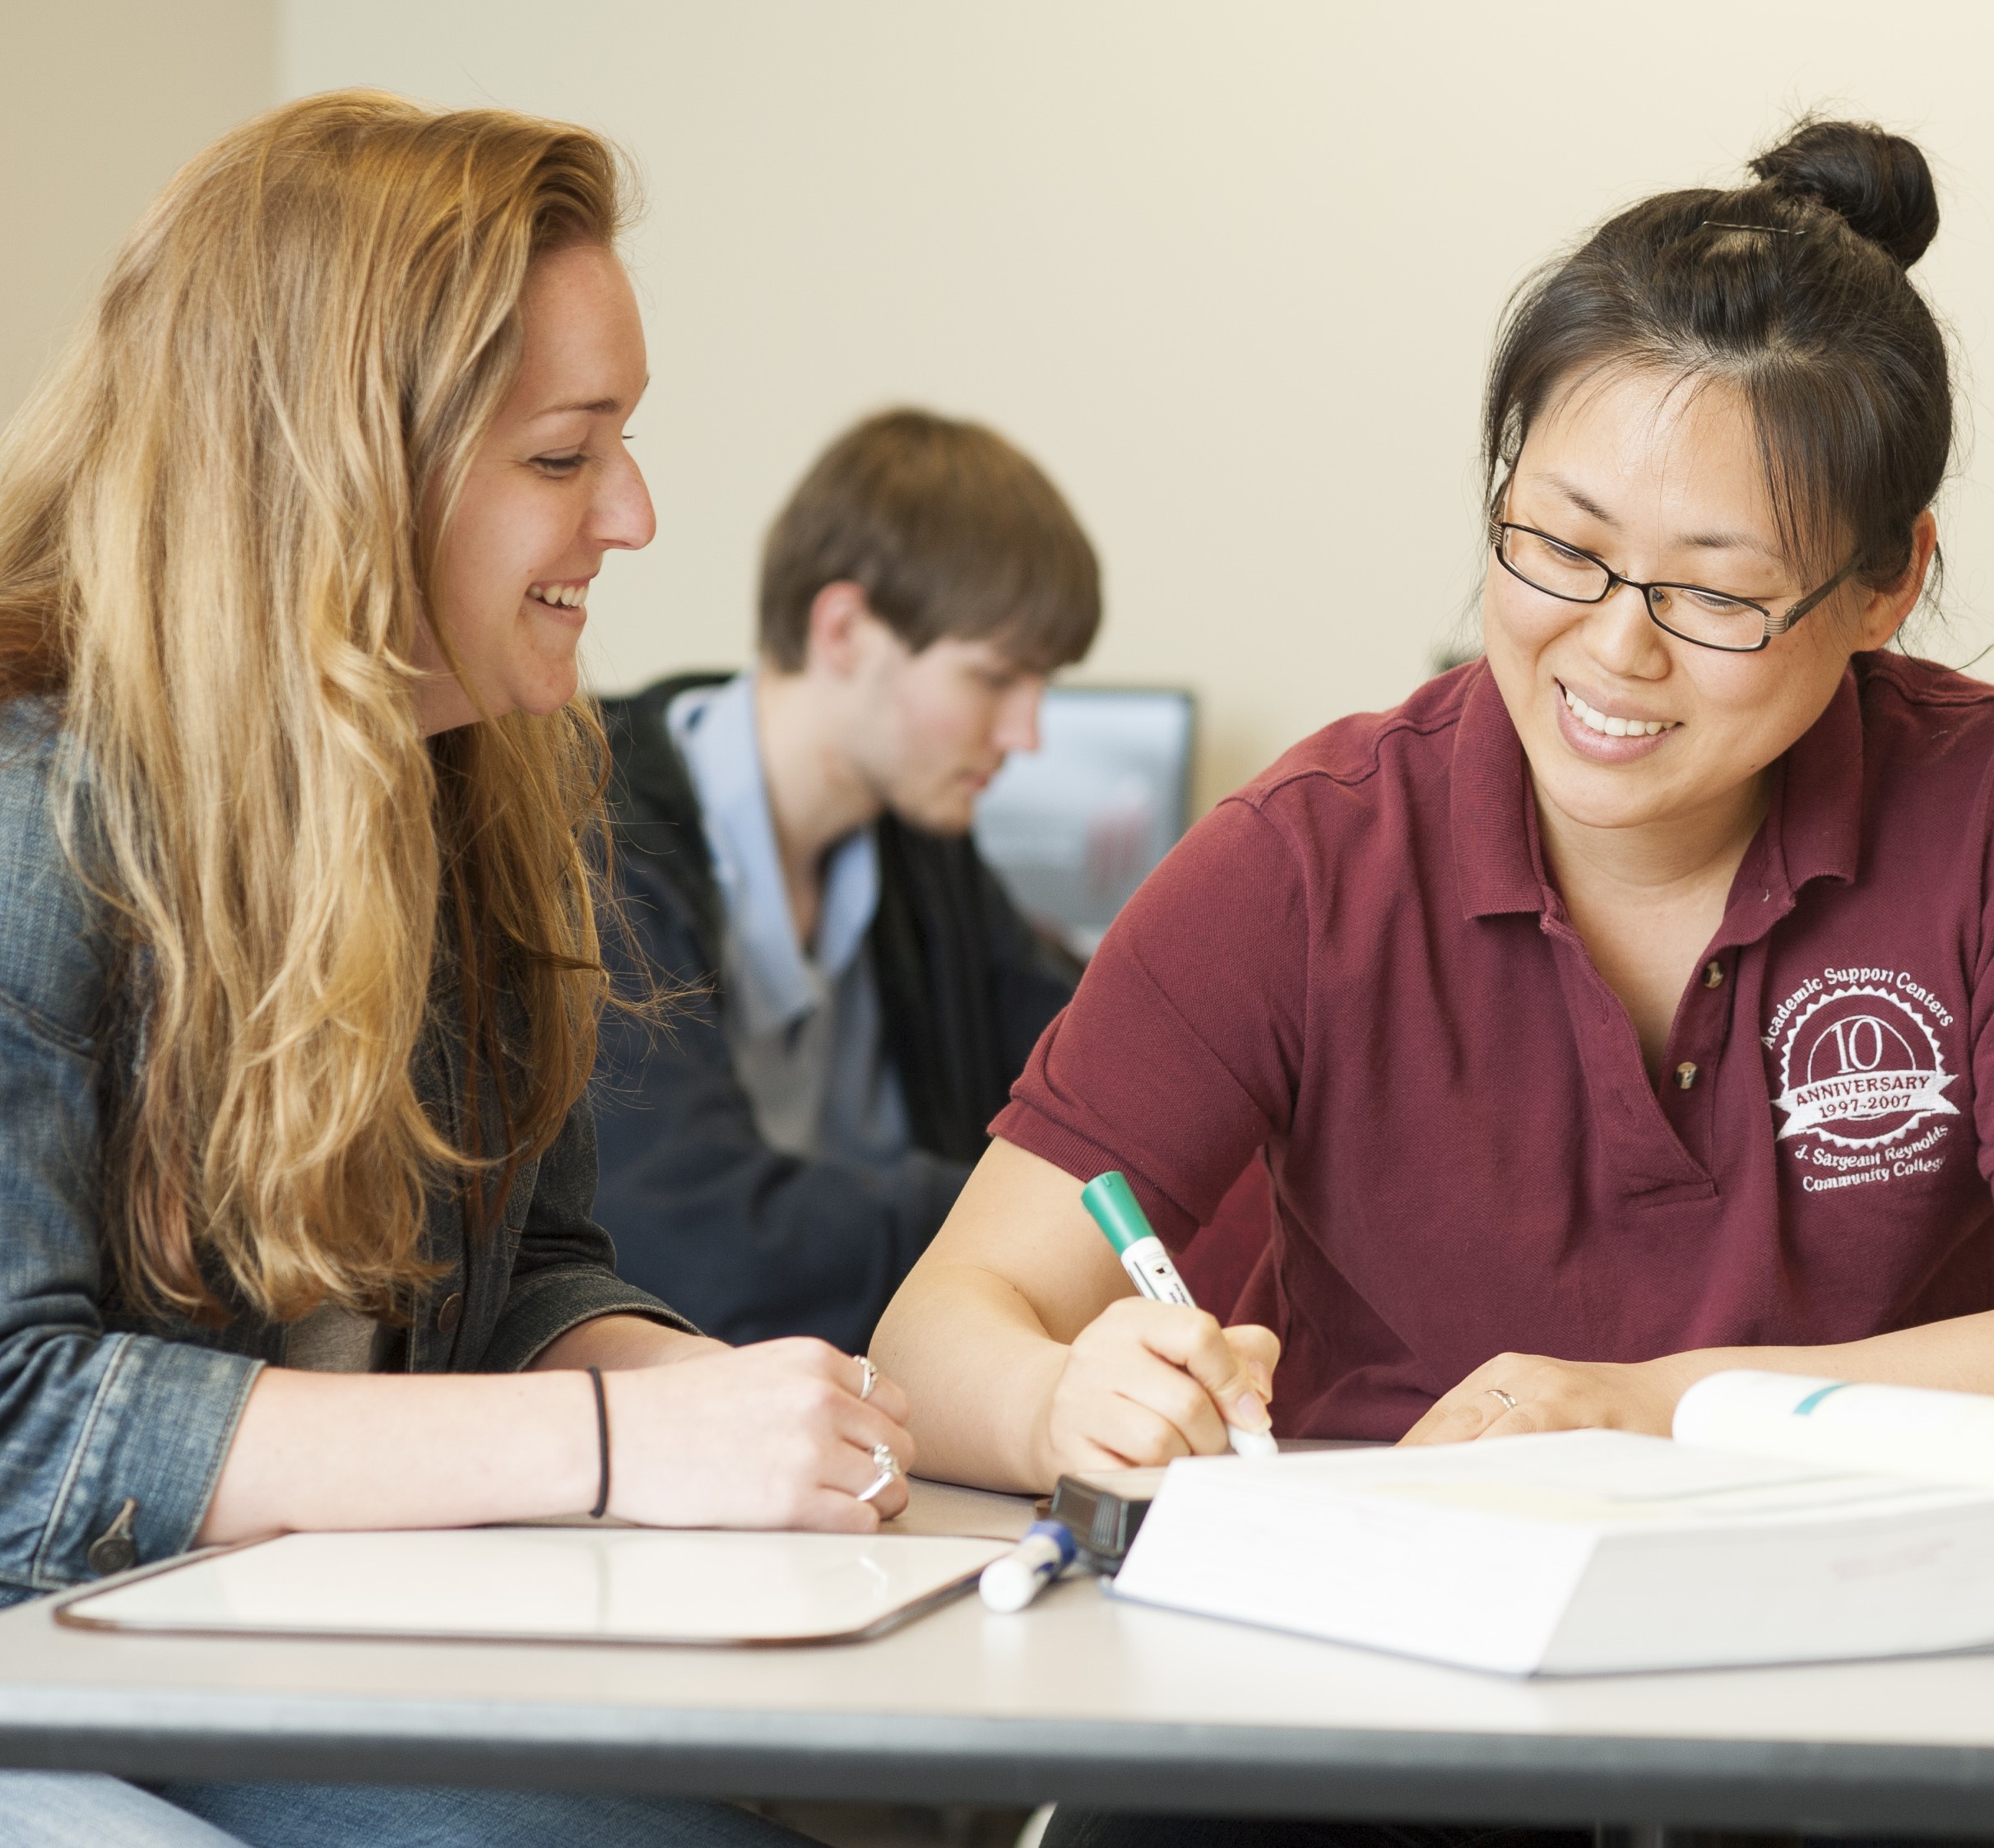 Academic Support Centers
10
ANNIVERSARY
1997-2007
J. Sargeant Reynolds
Community College